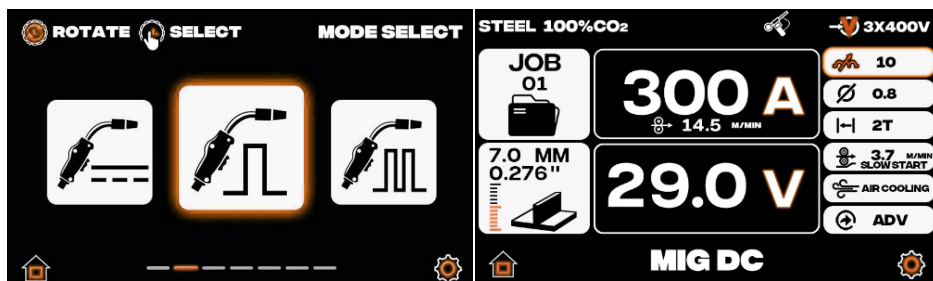 ROTATE SELECT MODE SELECT
STEEL 100%CO₂ 3X400V
JOB
01
300 A
14.5 M/MIN
10
0.8
2T
7.0 MM
0.276"
29.0 V
3.7 M/MIN
SLOW START
AIR COOLING
ADV
MIG DC